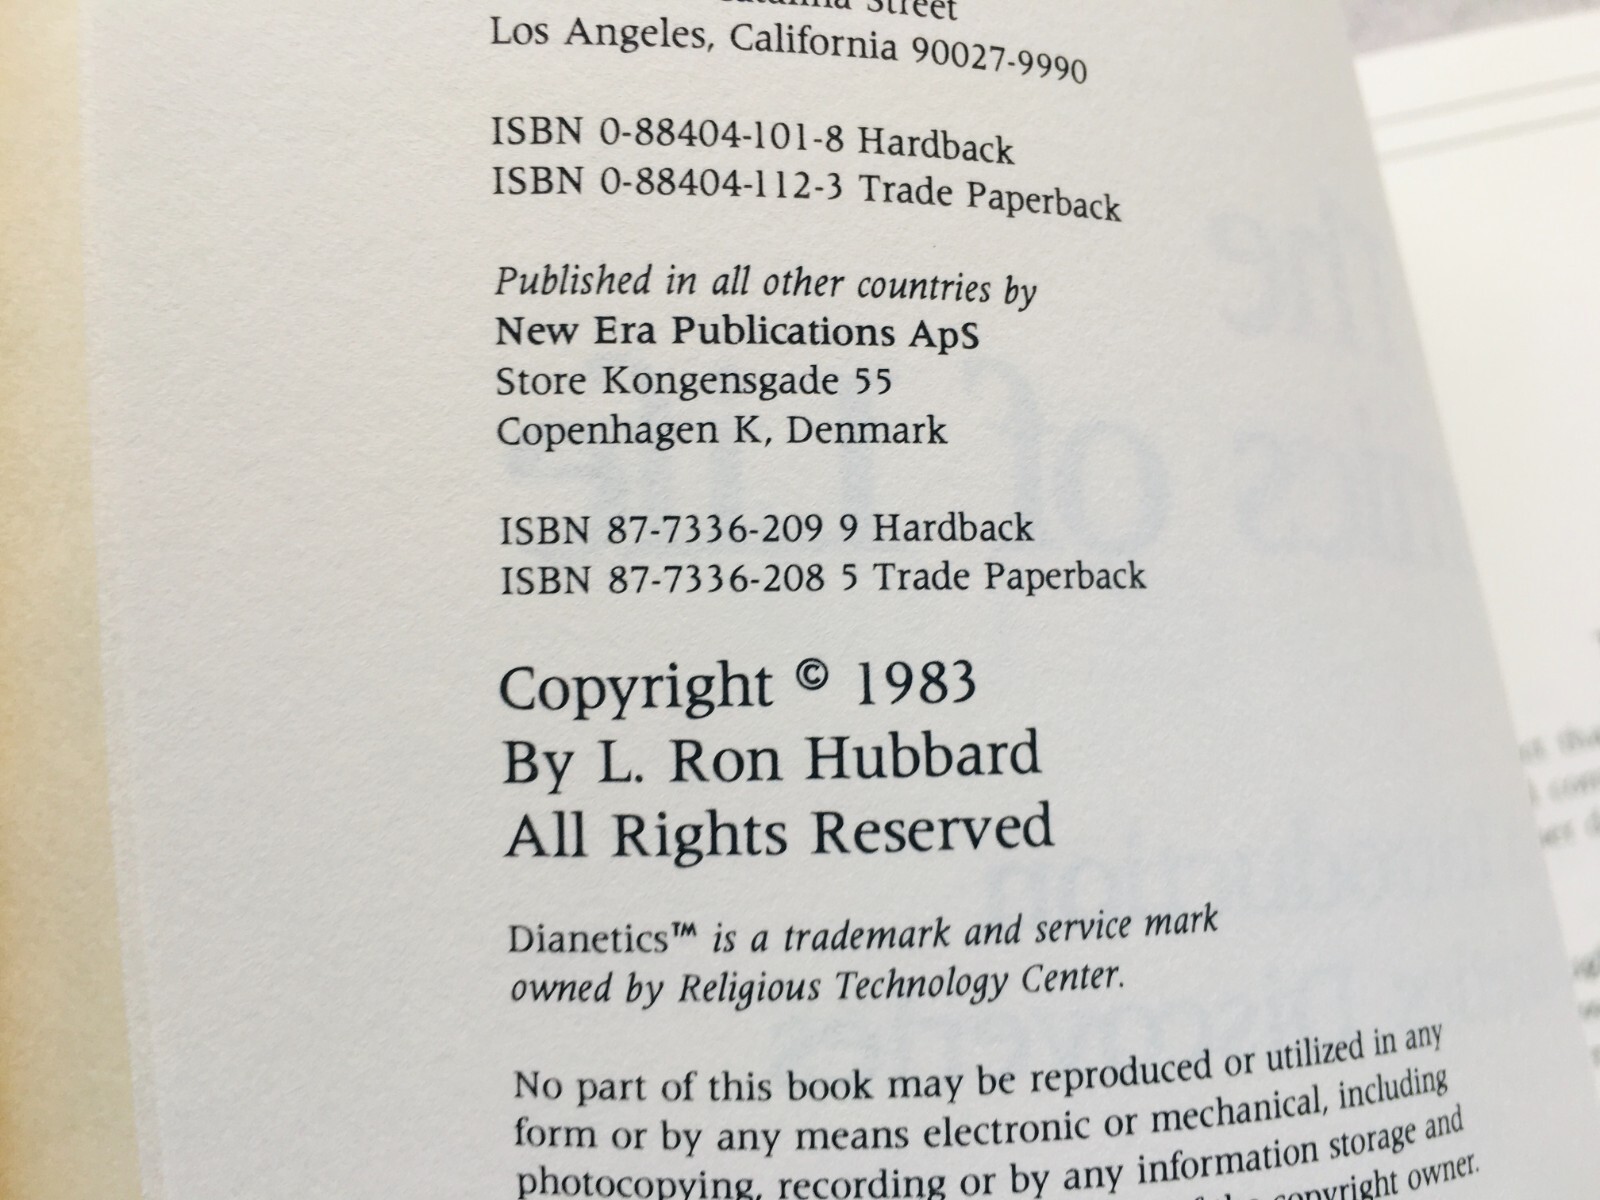 Street
Los Angeles, California 90027-9990
ISBN 0-88404-101-8 Hardback
ISBN 0-88404-112-3 Trade Paperback
Published in all other countries by
New Era Publications ApS
Store Kongensgade 55
Copenhagen K, Denmark
ISBN 87-7336-209 9 Hardback
ISBN 87-7336-208 5 Trade Paperback
Copyright © 1983
By L. Ron Hubbard
All Rights Reserved
Dianetics™ is a trademark and service mark
owned by Religious Technology Center.
No part of this book may be reproduced or utilized in any
form or by any means electronic or mechanical, including
photocopying, recording or by any information storage and
copyright owner.